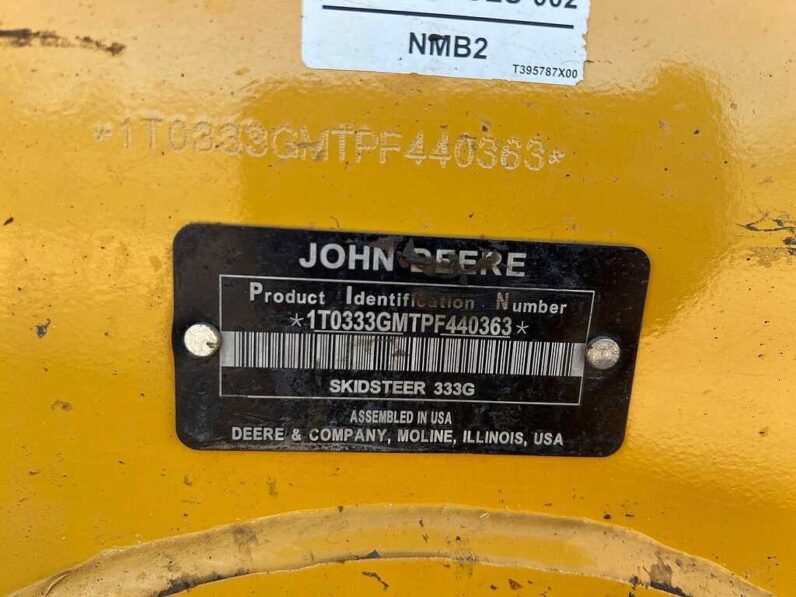 002
NMB2
T395787X00
*1T0333GMTPF440363*
JOHN DEERE
Product Identification Number
*1T0333GMTPF440363*
SKIDSTEER 333G
ASSEMBLED IN USA
DEERE & COMPANY, MOLINE, ILLINOIS, USA